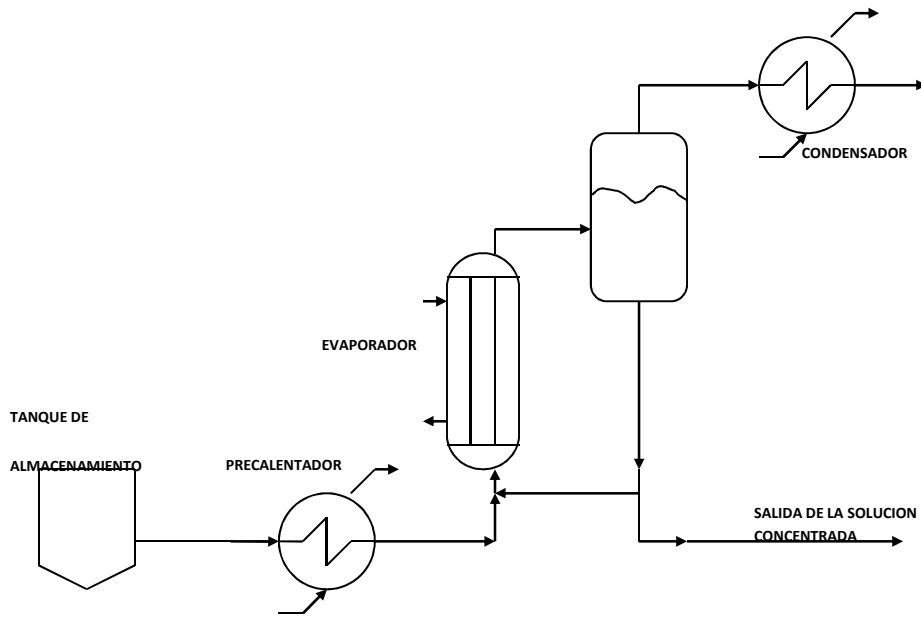 CONDENSADOR
EVAPORADOR
TANQUE DE
ALMACENAMIENTO
PRECALENTADOR
SALIDA DE LA SOLUCION
CONCENTRADA